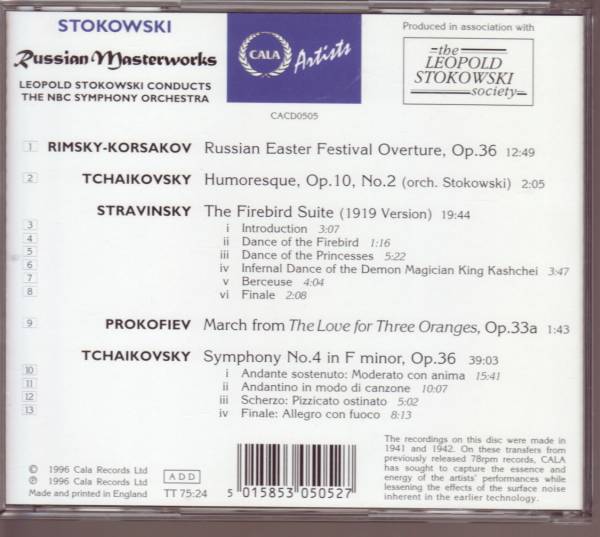 STOKOWSKI
Russian Masterworks
LEOPOLD STOKOWSKI CONDUCTS
THE NBC SYMPHONY ORCHESTRA
CALA
Artists
CACD0505
Produced in association with
the
LEOPOLD
STOKOWSKI
society
1 RIMSKY-KORSAKOV Russian Easter Festival Overture, Op.36 12:49
2 TCHAIKOVSKY Humoresque, Op.10, No.2 (orch. Stokowski) 2:05
STRAVINSKY The Firebird Suite (1919 Version) 19:44
3 i Introduction 3:07
4 ii Dance of the Firebird 1:16
5 iii Dance of the Princesses 5:22
6 iv Infernal Dance of the Demon Magician King Kashchei 3:47
7 v Berceuse 4:04
8 vi Finale 2:08
9 PROKOFIEV March from The Love for Three Oranges, Op.33a 1:43
TCHAIKOVSKY Symphony No.4 in F minor, Op.36 39:03
10 i Andante sostenuto: Moderato con anima 15:41
11 ii Andantino in modo di canzone 10:07
12 iii Scherzo: Pizzicato ostinato 5:02
13 iv Finale: Allegro con fuoco 8:13
© 1996 Cala Records Ltd
℗ 1996 Cala Records Ltd
Made and printed in England
ADD
TT 75:24
5 015853 050527
The recordings on this disc were made in
1941 and 1942. On these transfers from
previously released 78rpm records, CALA
has sought to capture the essence and
energy of the artists' performances while
lessening the effects of the surface noise
inherent in the earlier technology.